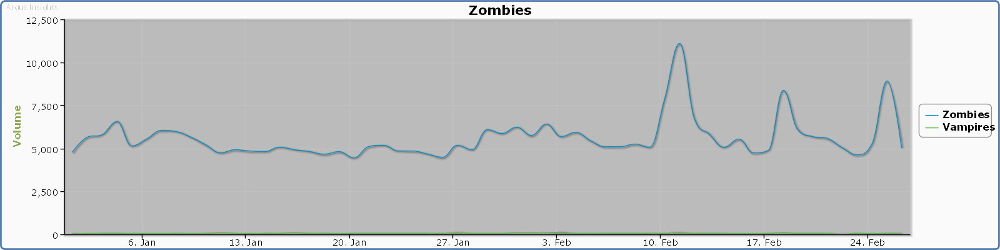 Argus Insights
Zombies
Volume
12,500
10,000
7,500
5,000
2,500
0
6. Jan
13. Jan
20. Jan
27. Jan
3. Feb
10. Feb
17. Feb
24. Feb
Zombies
Vampires